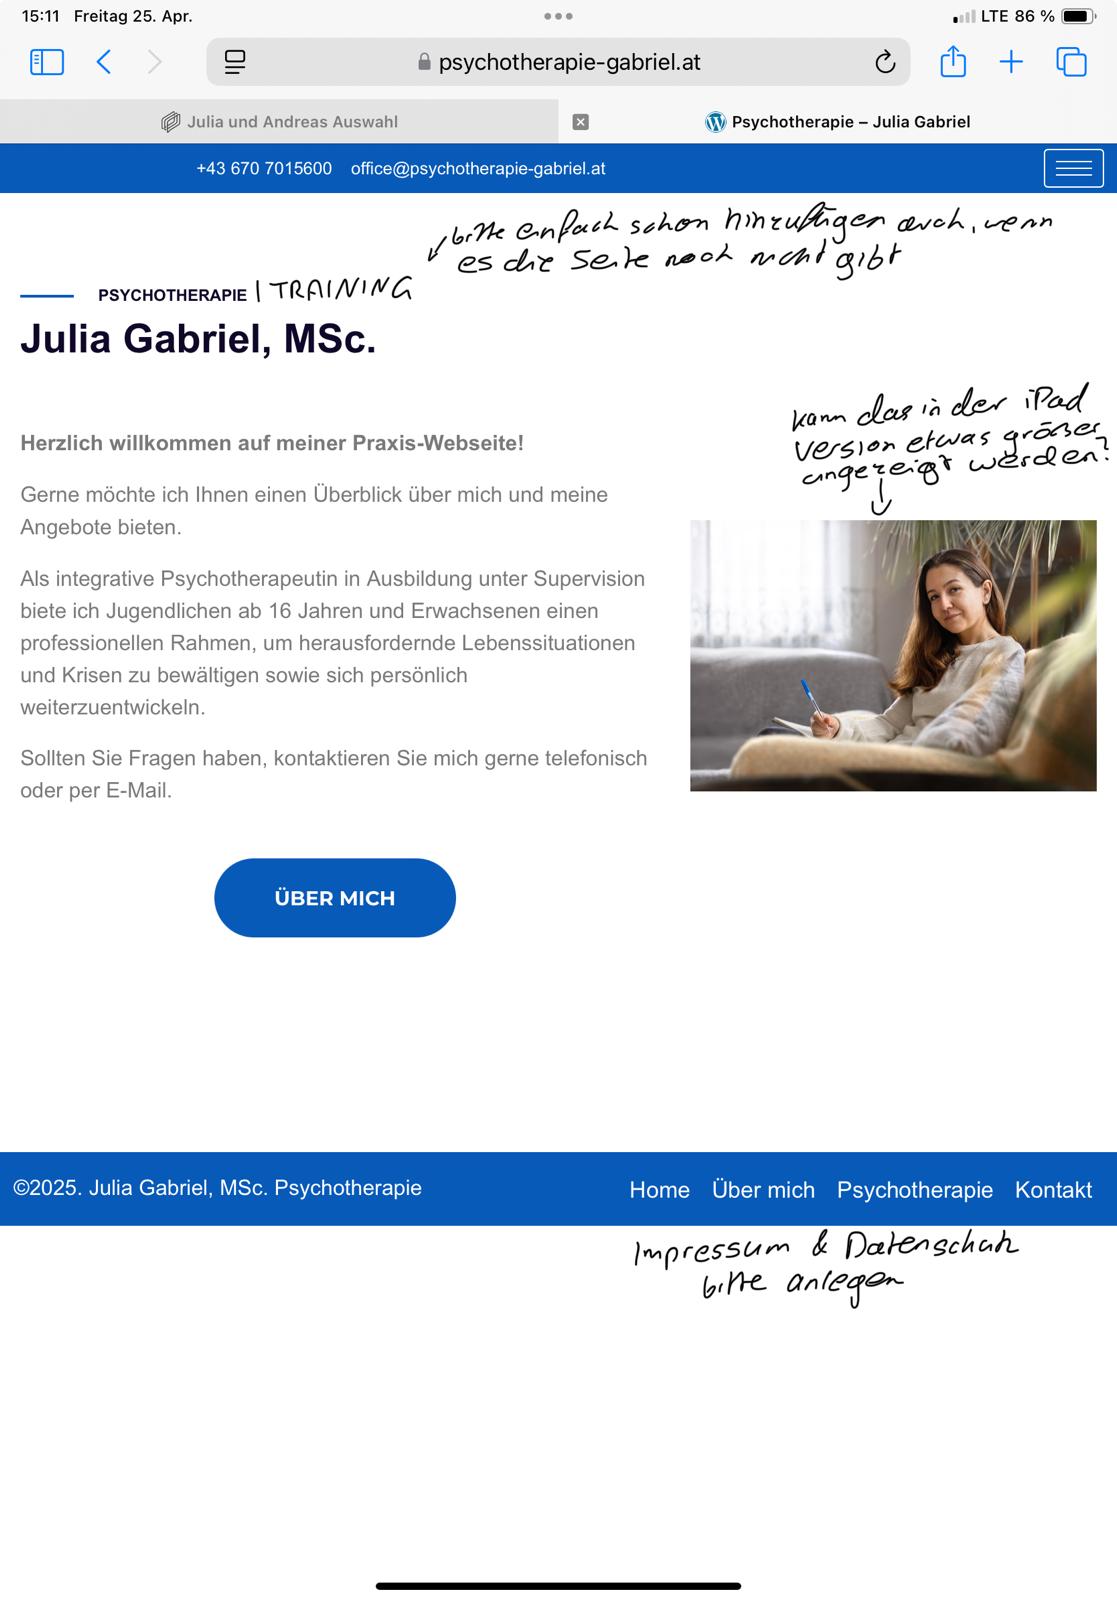 15:11 Freitag 25. Apr.
LTE 86 %
psychotherapie-gabriel.at
Julia und Andreas Auswahl
Psychotherapie – Julia Gabriel
+43 670 7015600 office@psychotherapie-gabriel.at
bitte einfach schon hinzufügen auch, wenn
es die Seite noch nicht gibt
PSYCHOTHERAPIE | TRAINING
Julia Gabriel, MSc.
kann das in der iPad
version etwas größer
angezeigt werden?
Herzlich willkommen auf meiner Praxis-Webseite!
Gerne möchte ich Ihnen einen Überblick über mich und meine
Angebote bieten.
Als integrative Psychotherapeutin in Ausbildung unter Supervision
biete ich Jugendlichen ab 16 Jahren und Erwachsenen einen
professionellen Rahmen, um herausfordernde Lebenssituationen
und Krisen zu bewältigen sowie sich persönlich
weiterzuentwickeln.
Sollten Sie Fragen haben, kontaktieren Sie mich gerne telefonisch
oder per E-Mail.
ÜBER MICH
©2025. Julia Gabriel, MSc. Psychotherapie
Home Über mich Psychotherapie Kontakt
Impressum & Datenschutz
bitte anlegen